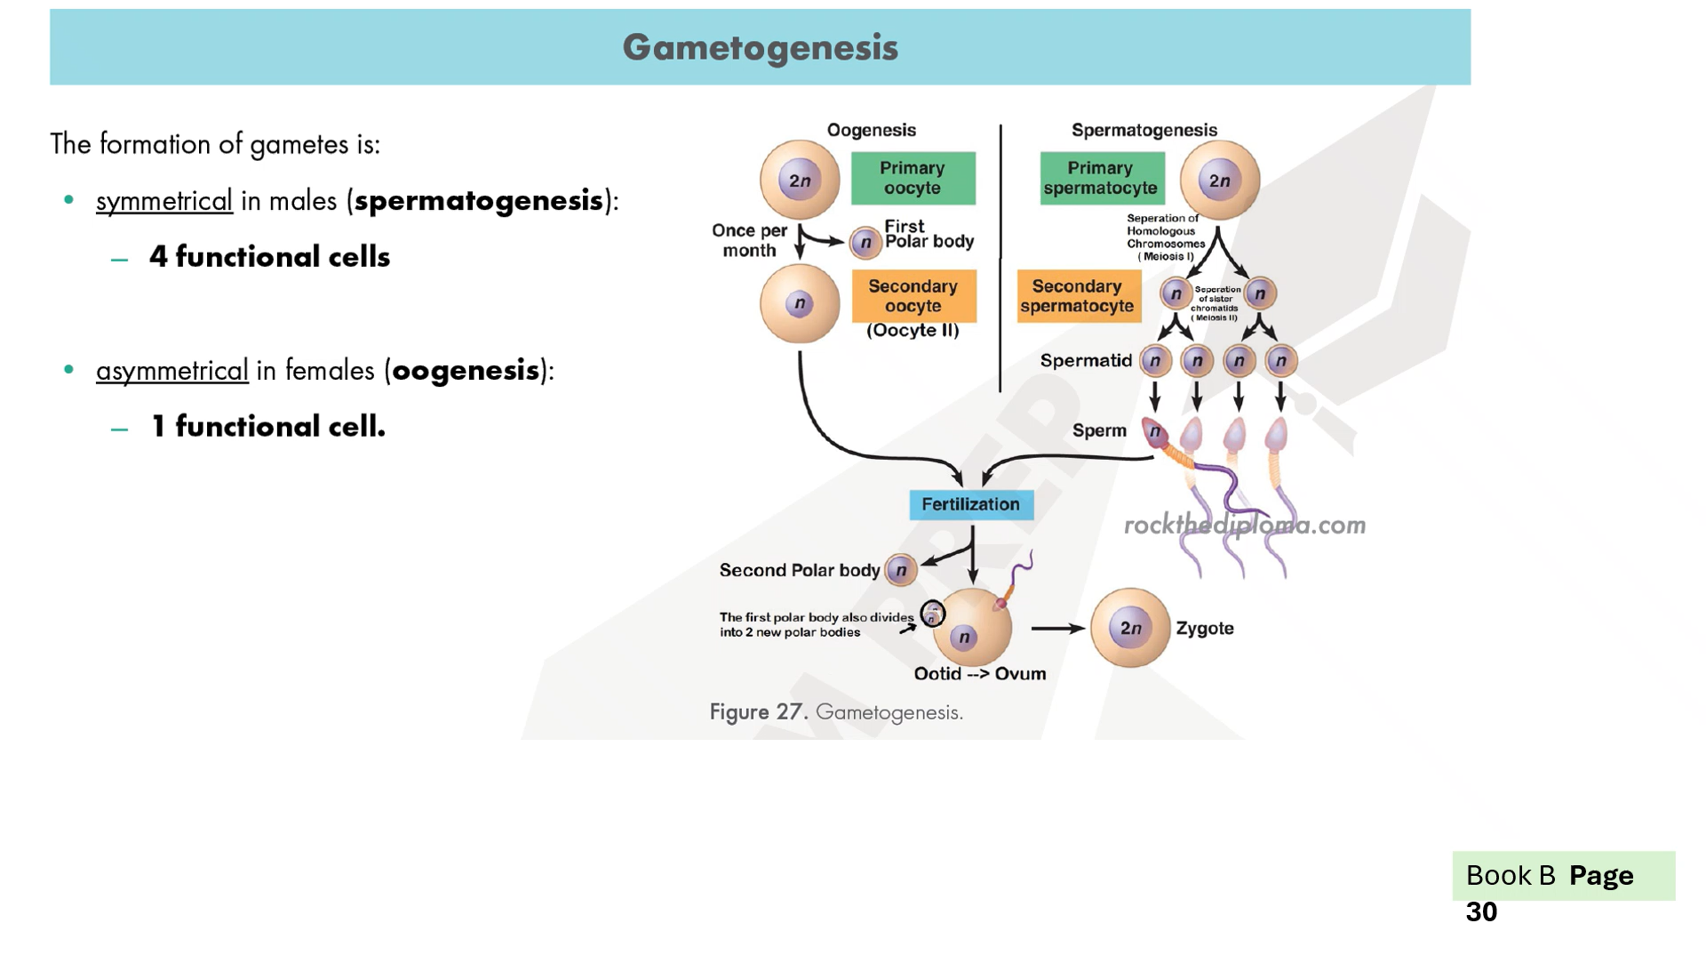 Gametogenesis
The formation of gametes is:
• symmetrical in males (spermatogenesis):
– 4 functional cells
• asymmetrical in females (oogenesis):
– 1 functional cell.
Oogenesis
2n
Primary
oocyte
Once per
month
n
First
Polar body
n
Secondary
oocyte
(Oocyte II)
Spermatogenesis
Primary
spermatocyte
2n
Seperation of
Homologous
Chromosomes
( Meiosis I)
Secondary
spermatocyte
n
Seperation
of sister
chromatids
( Meiosis II)
n
Spermatid
n
n
n
n
Sperm
n
Fertilization
rockthediploma.com
Second Polar body
n
The first polar body also divides
into 2 new polar bodies
n
n
2n
Zygote
Ootid --> Ovum
Figure 27. Gametogenesis.
M PREP
Book B Page
30